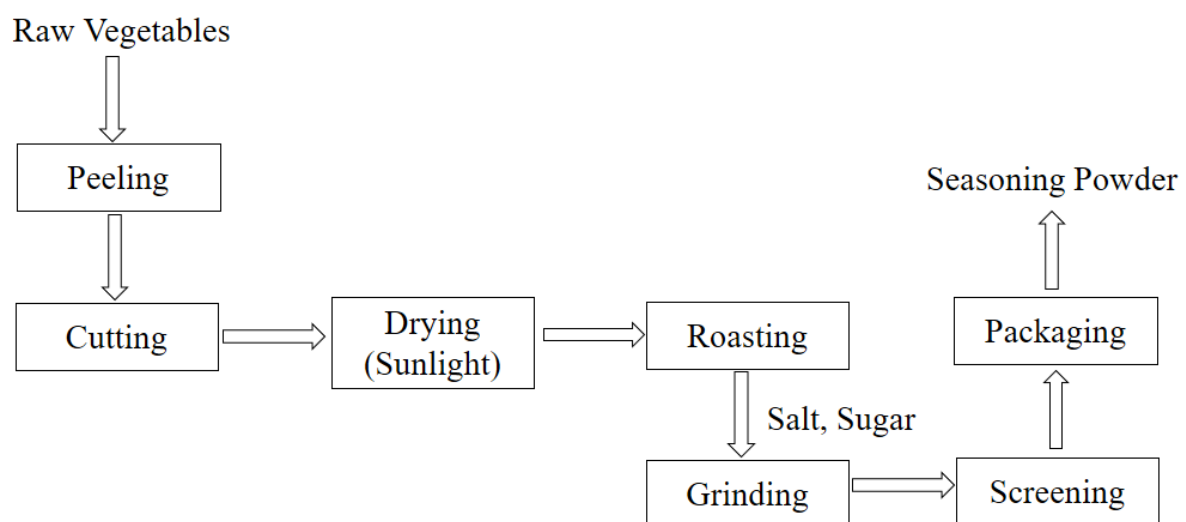 Raw Vegetables
Peeling
Cutting
Drying
(Sunlight)
Roasting
Salt, Sugar
Grinding
Screening
Packaging
Seasoning Powder